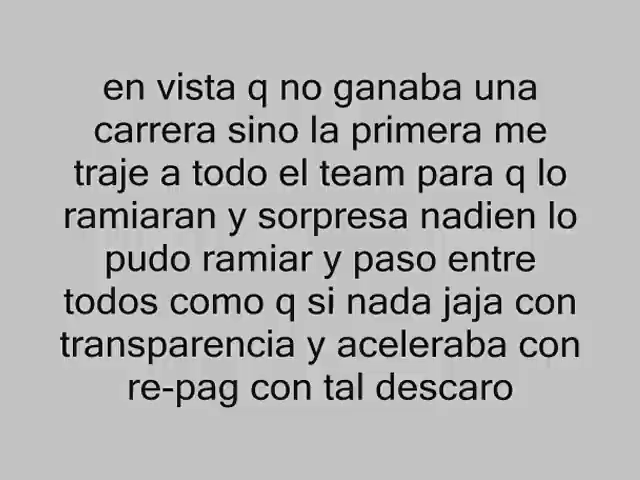 en vista q no ganaba una
carrera sino la primera me
traje a todo el team para q lo
ramiaran y sorpresa nadien lo
pudo ramiar y paso entre
todos como q si nada jaja con
transparencia y aceleraba con
re-pag con tal descaro